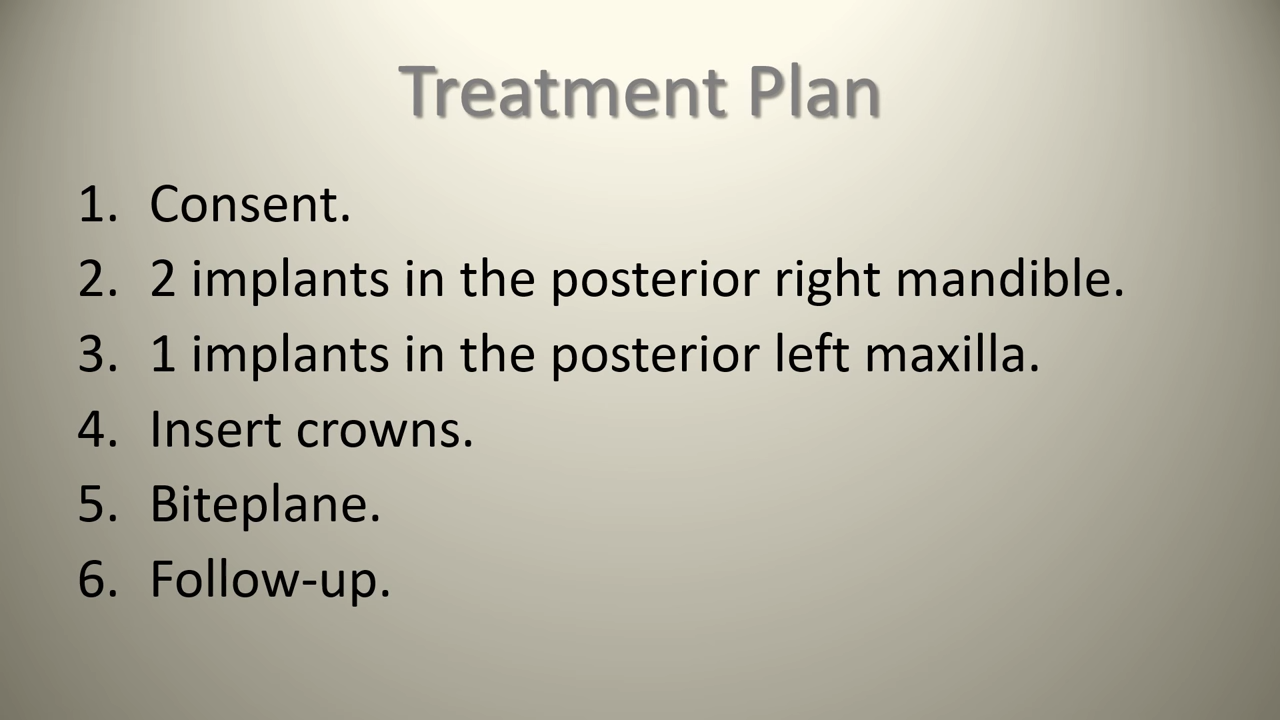 Treatment Plan
1. Consent.
2. 2 implants in the posterior right mandible.
3. 1 implants in the posterior left maxilla.
4. Insert crowns.
5. Biteplane.
6. Follow-up.